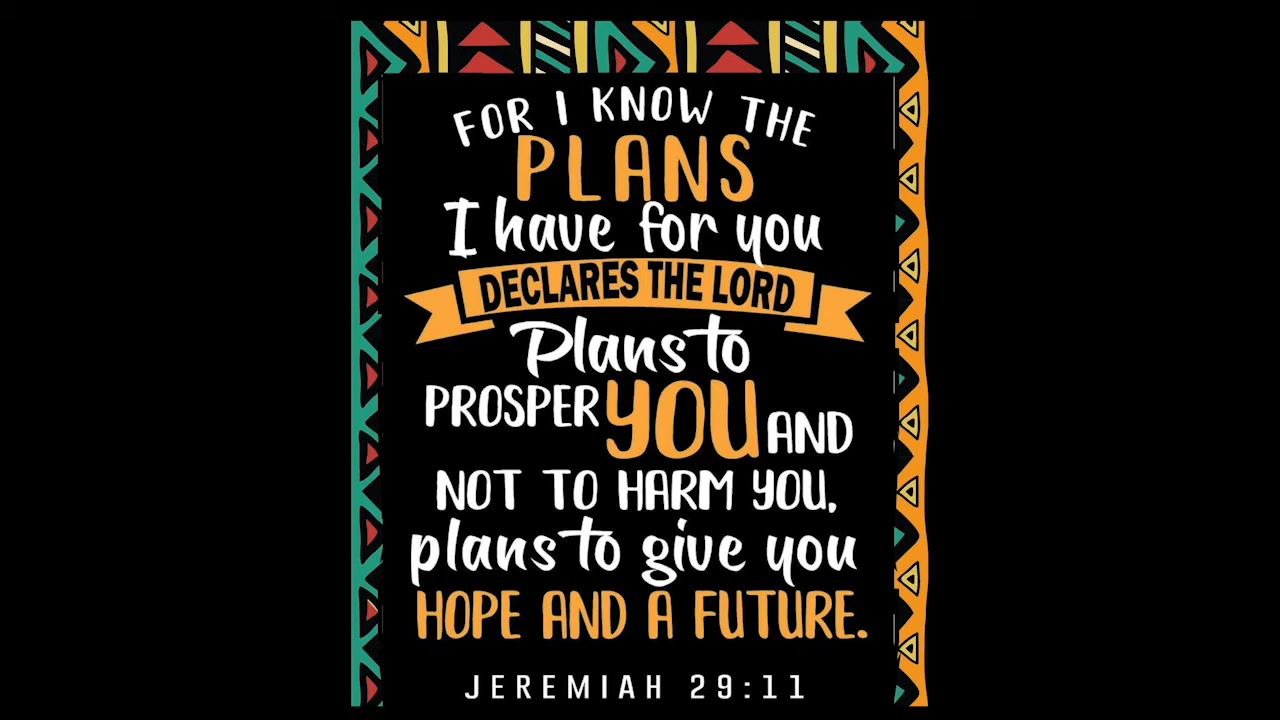 FOR I KNOW THE
PLANS
I have for you
DECLARES THE LORD
Plans to
PROSPER YOU AND
NOT TO HARM YOU,
plans to give you
HOPE AND A FUTURE.
JEREMIAH 29:11